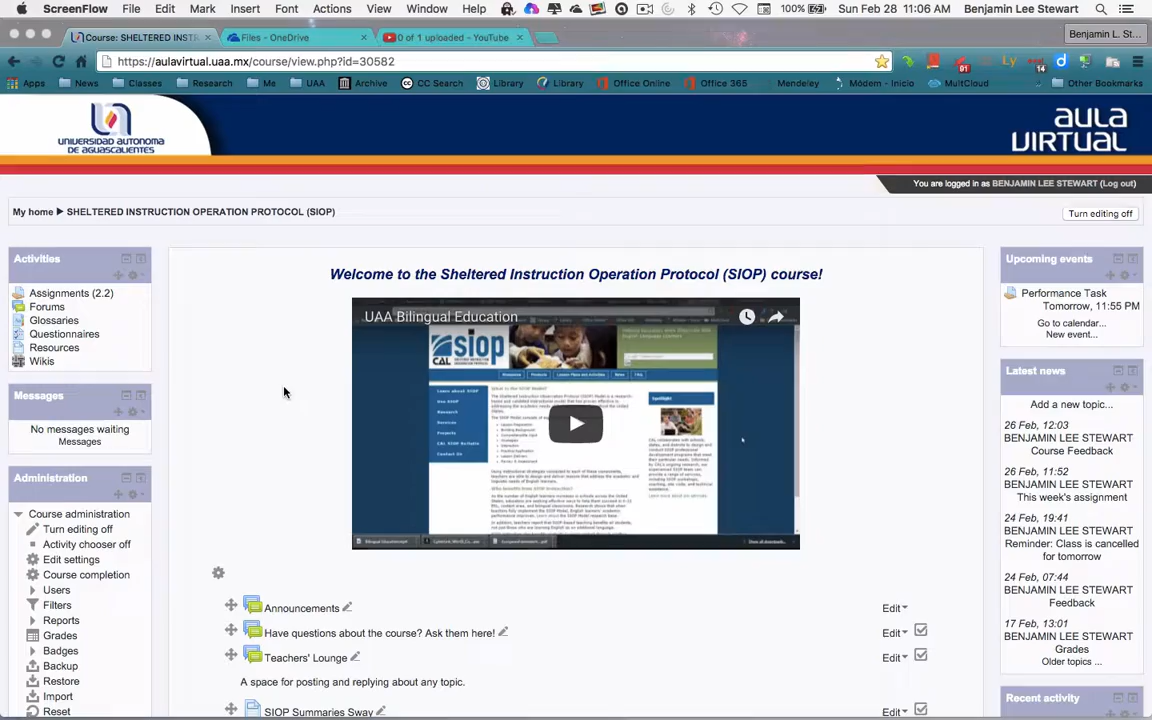 ScreenFlow File Edit Mark Insert Font Actions View Window Help 100% Sun Feb 28 11:06 AM Benjamin Lee Stewart
Course: SHELTERED INST Files - OneDrive 0 of 1 uploaded - YouTube Benjamin L. St...
https://aulavirtual.uaa.mx/course/view.php?id=30582 91 14
Apps News Classes Research Me UAA Archive CC Search Library Library Office Online Office 365 Mendeley Módem - Inicio MultCloud Other Bookmarks
UNIVERSIDAD AUTONOMA
DE AGUASCALIENTES
AULA
VIRTUAL
You are logged in as BENJAMIN LEE STEWART (Log out)
My home ▶ SHELTERED INSTRUCTION OPERATION PROTOCOL (SIOP)
Turn editing off
Activities
Assignments (2.2)
Forums
Glossaries
Questionnaires
Resources
Wikis
Messages
No messages waiting
Messages
Administration
Course administration
Turn editing off
Activity chooser off
Edit settings
Course completion
Users
Filters
Reports
Grades
Badges
Backup
Restore
Import
Reset
Welcome to the Sheltered Instruction Operation Protocol (SIOP) course!
UAA Bilingual Education
siop
CAL
Announcements Edit
Have questions about the course? Ask them here! Edit
Teachers' Lounge Edit
A space for posting and replying about any topic.
SIOP Summaries Sway Edit
Upcoming events
Performance Task
Tomorrow, 11:55 PM
Go to calendar...
New event...
Latest news
Add a new topic...
26 Feb, 12:03
BENJAMIN LEE STEWART
Course Feedback
26 Feb, 11:52
BENJAMIN LEE STEWART
This week's assignment
24 Feb, 19:41
BENJAMIN LEE STEWART
Reminder: Class is cancelled
for tomorrow
24 Feb, 07:44
BENJAMIN LEE STEWART
Feedback
17 Feb, 13:01
BENJAMIN LEE STEWART
Grades
Older topics ...
Recent activity